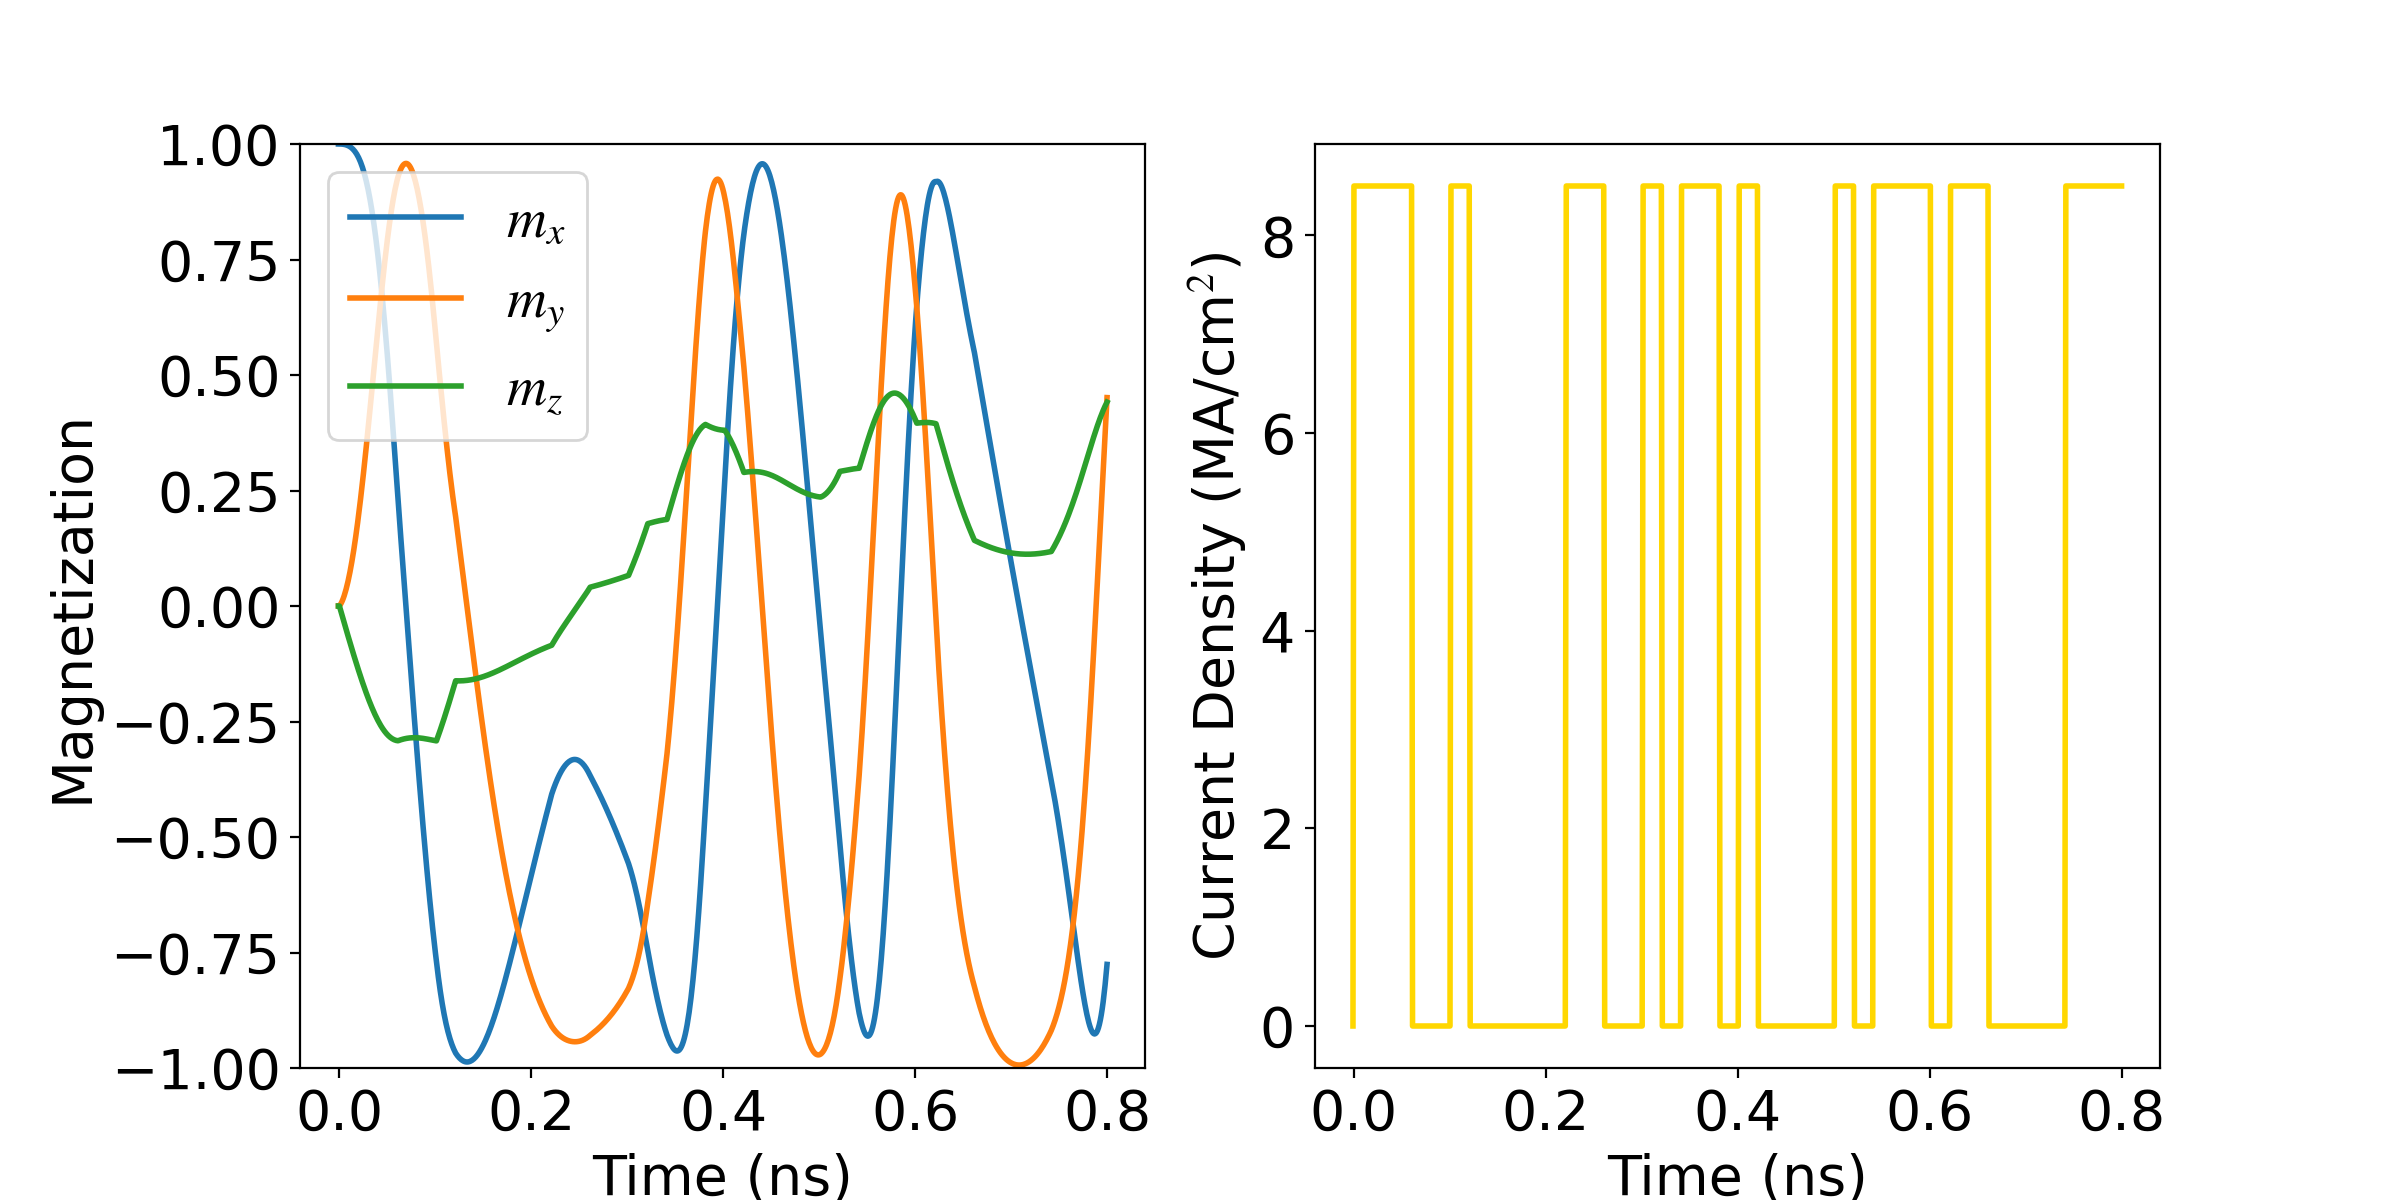 1.00
0.75
0.50
0.25
0.00
−0.25
−0.50
−0.75
−1.00
Magnetization
0.0 0.2 0.4 0.6 0.8
Time (ns)
m_x
m_y
m_z
8
6
4
2
0
Current Density (MA/cm²)
0.0 0.2 0.4 0.6 0.8
Time (ns)